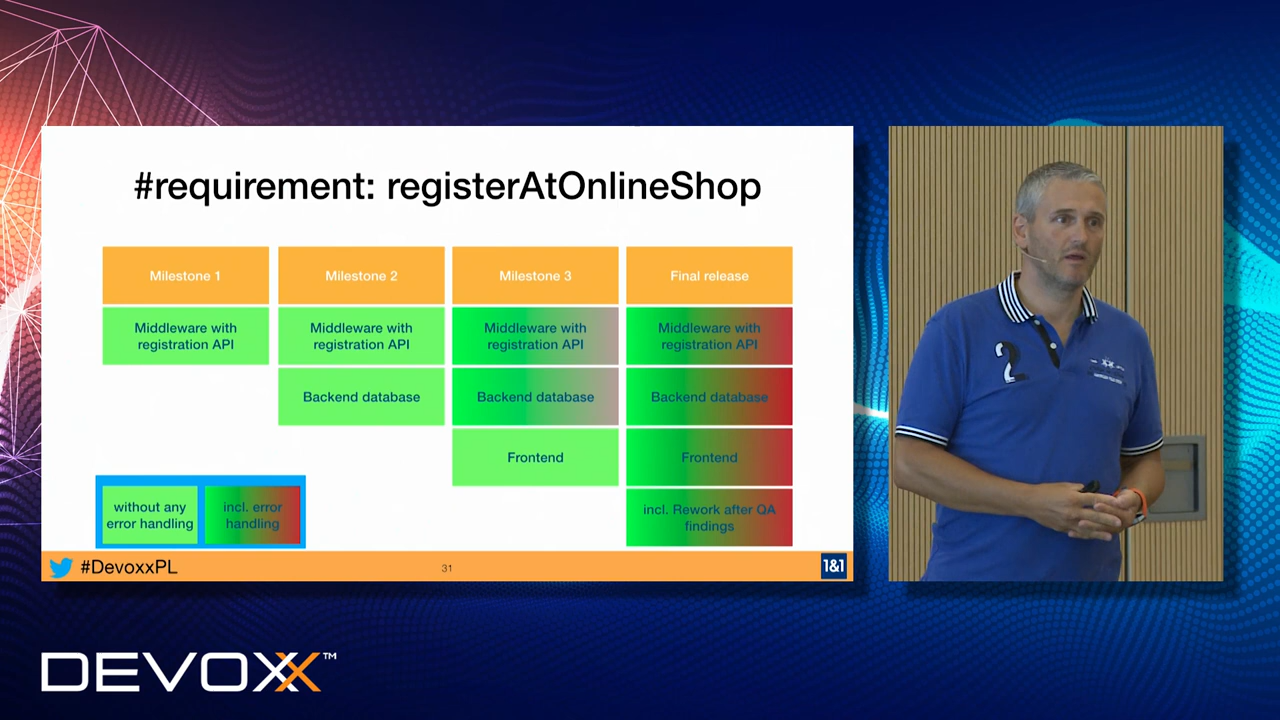 #requirement: registerAtOnlineShop
Milestone 1
Milestone 2
Milestone 3
Final release
Middleware with
registration API
Middleware with
registration API
Middleware with
registration API
Middleware with
registration API
Backend database
Backend database
Backend database
Frontend
Frontend
without any
error handling
incl. error
handling
incl. Rework after QA
findings
#DevoxxPL
31
1&1
2
DEVOXX™